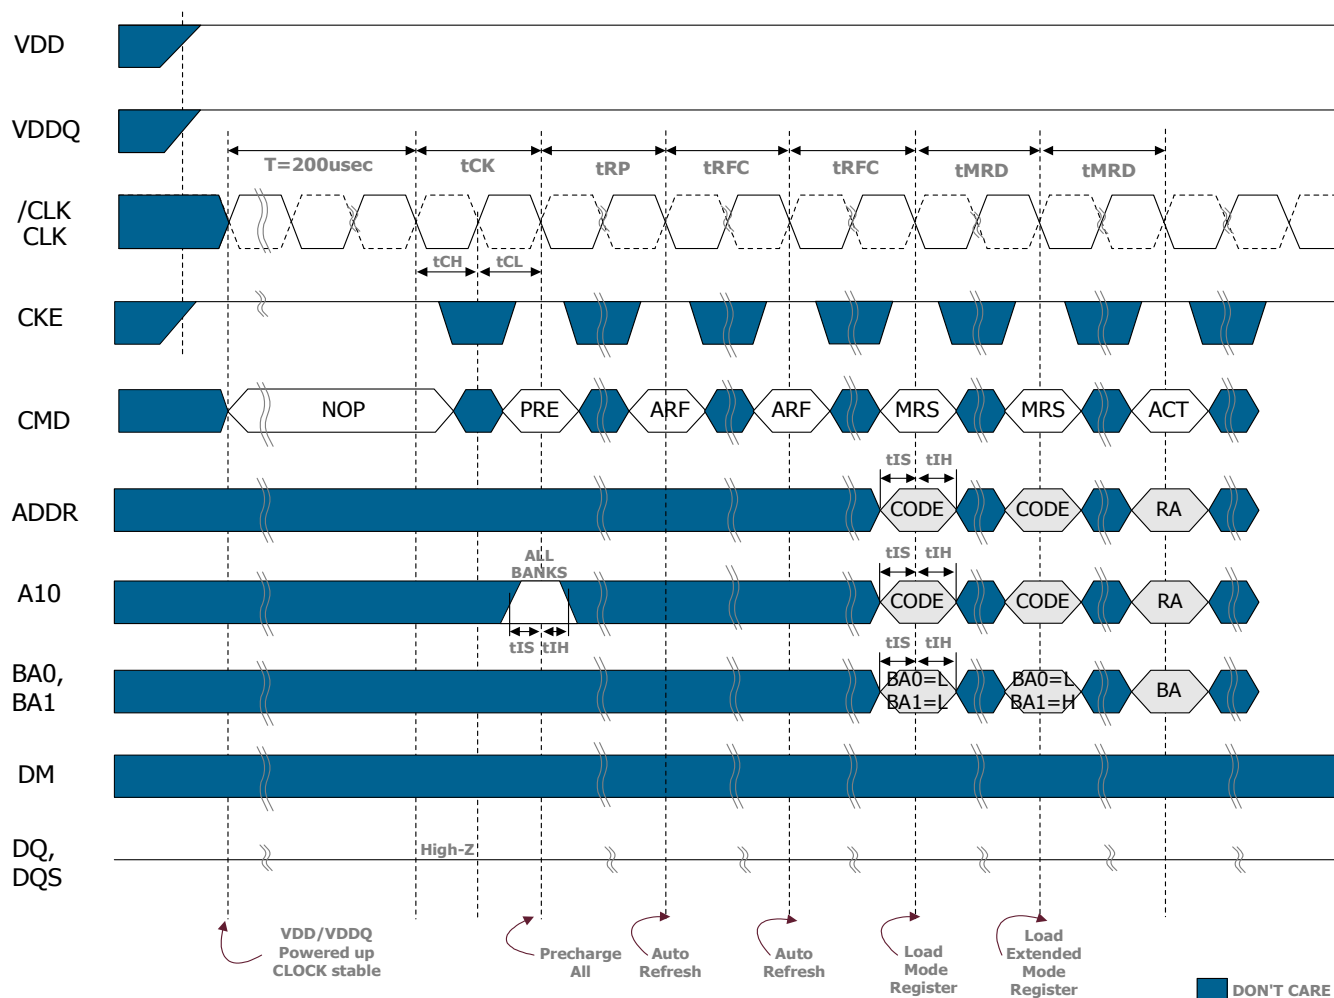 VDD
VDDQ
T=200usec tCK tRP tRFC tRFC tMRD tMRD
/CLK
CLK
tCH tCL
CKE
CMD NOP PRE ARF ARF MRS MRS ACT
tIS tIH
ADDR CODE CODE RA
ALL
BANKS
tIS tIH
A10 CODE CODE RA
tIS tIH
tIS tIH
BA0,
BA1
BA0=L BA0=L
BA1=L BA1=H
BA
DM
DQ,
DQS
High-Z
VDD/VDDQ
Powered up
CLOCK stable
Precharge
All
Auto
Refresh
Auto
Refresh
Load
Mode
Register
Load
Extended
Mode
Register
DON'T CARE